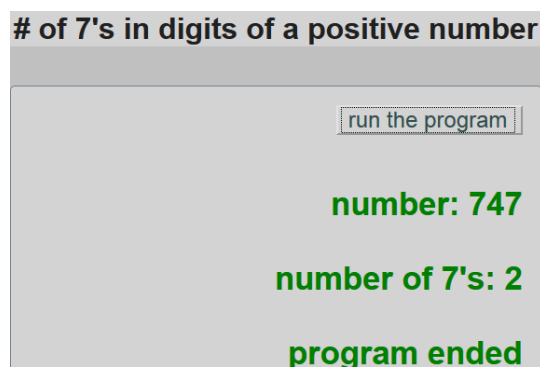 # of 7's in digits of a positive number
run the program
number: 747
number of 7's: 2
program ended